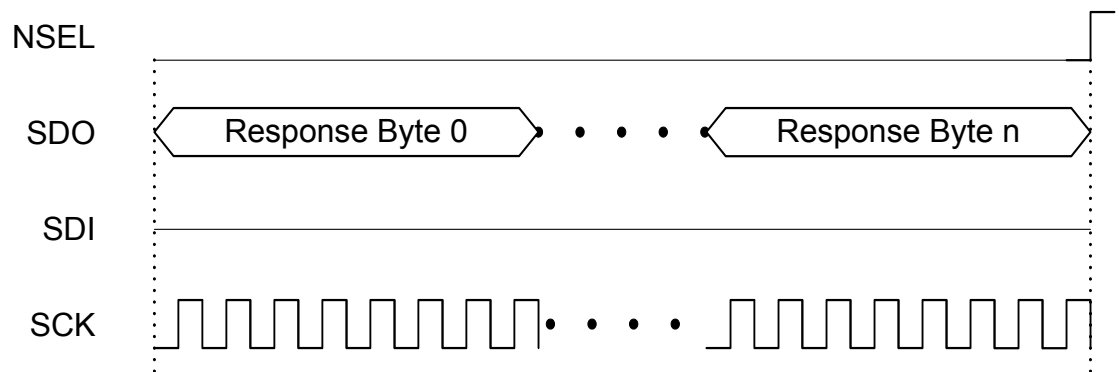 NSEL
SDO Response Byte 0 Response Byte n
SDI
SCK